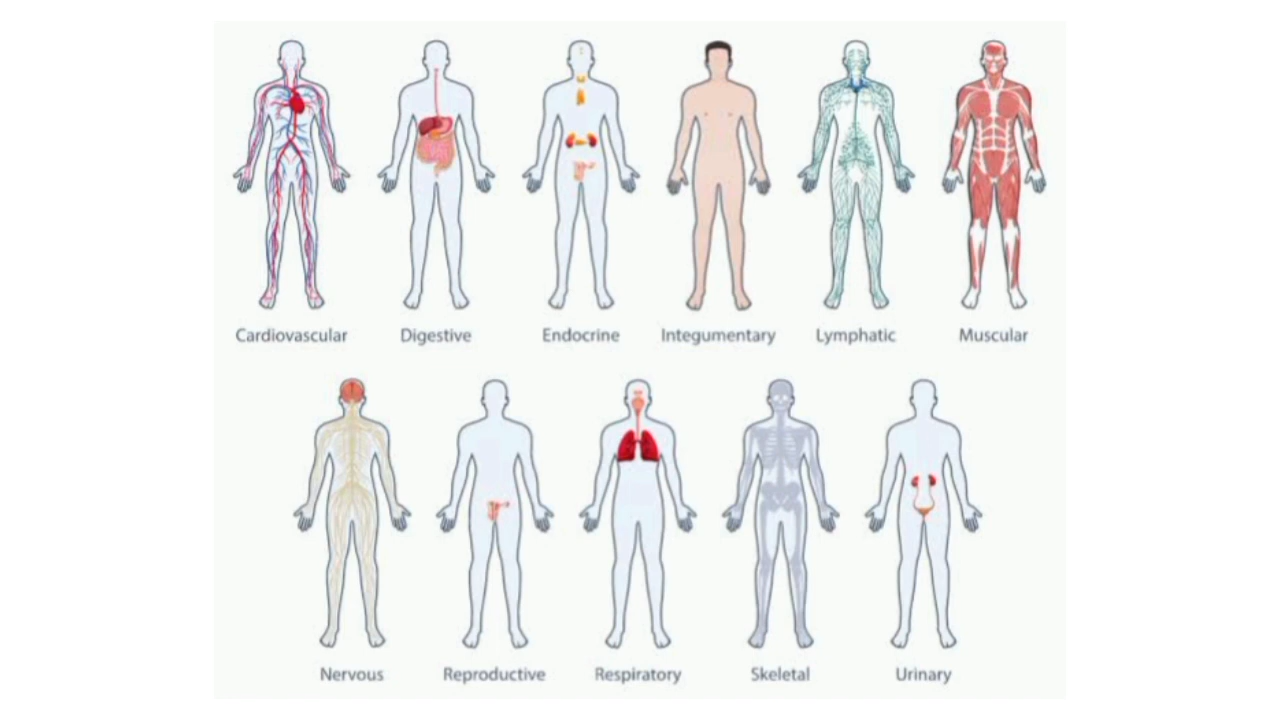 Cardiovascular Digestive Endocrine Integumentary Lymphatic Muscular
Nervous Reproductive Respiratory Skeletal Urinary